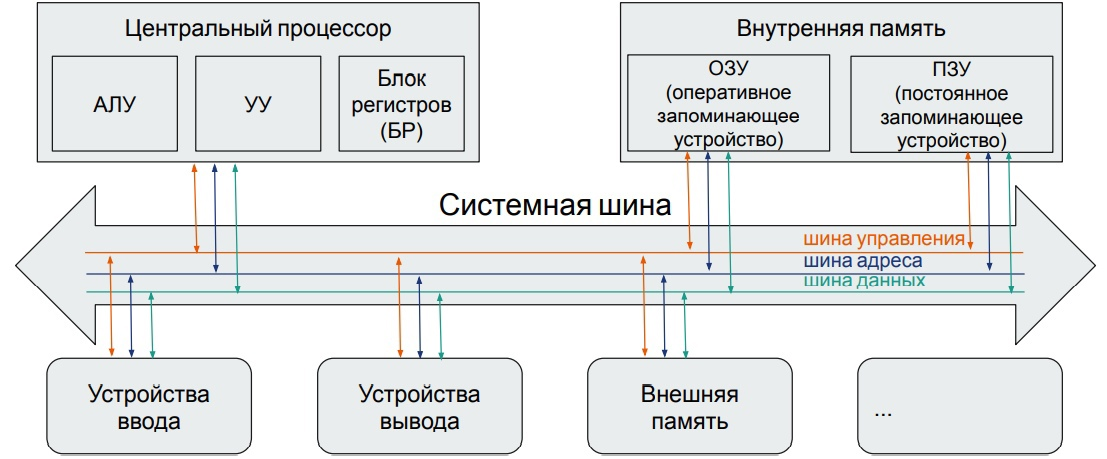 Центральный процессор
АЛУ
УУ
Блок
регистров
(БР)
Внутренняя память
ОЗУ
(оперативное
запоминающее
устройство)
ПЗУ
(постоянное
запоминающее
устройство)
Системная шина
шина управления
шина адреса
шина данных
Устройства
ввода
Устройства
вывода
Внешняя
память
...